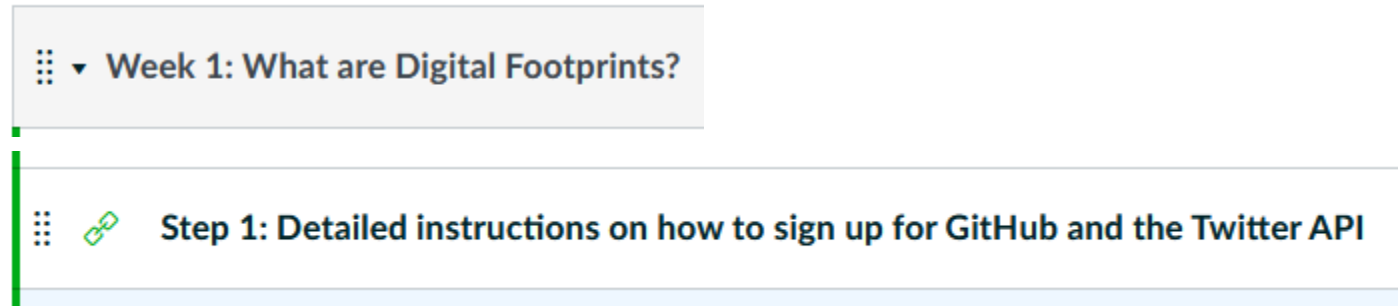 Week 1: What are Digital Footprints?
Step 1: Detailed instructions on how to sign up for GitHub and the Twitter API